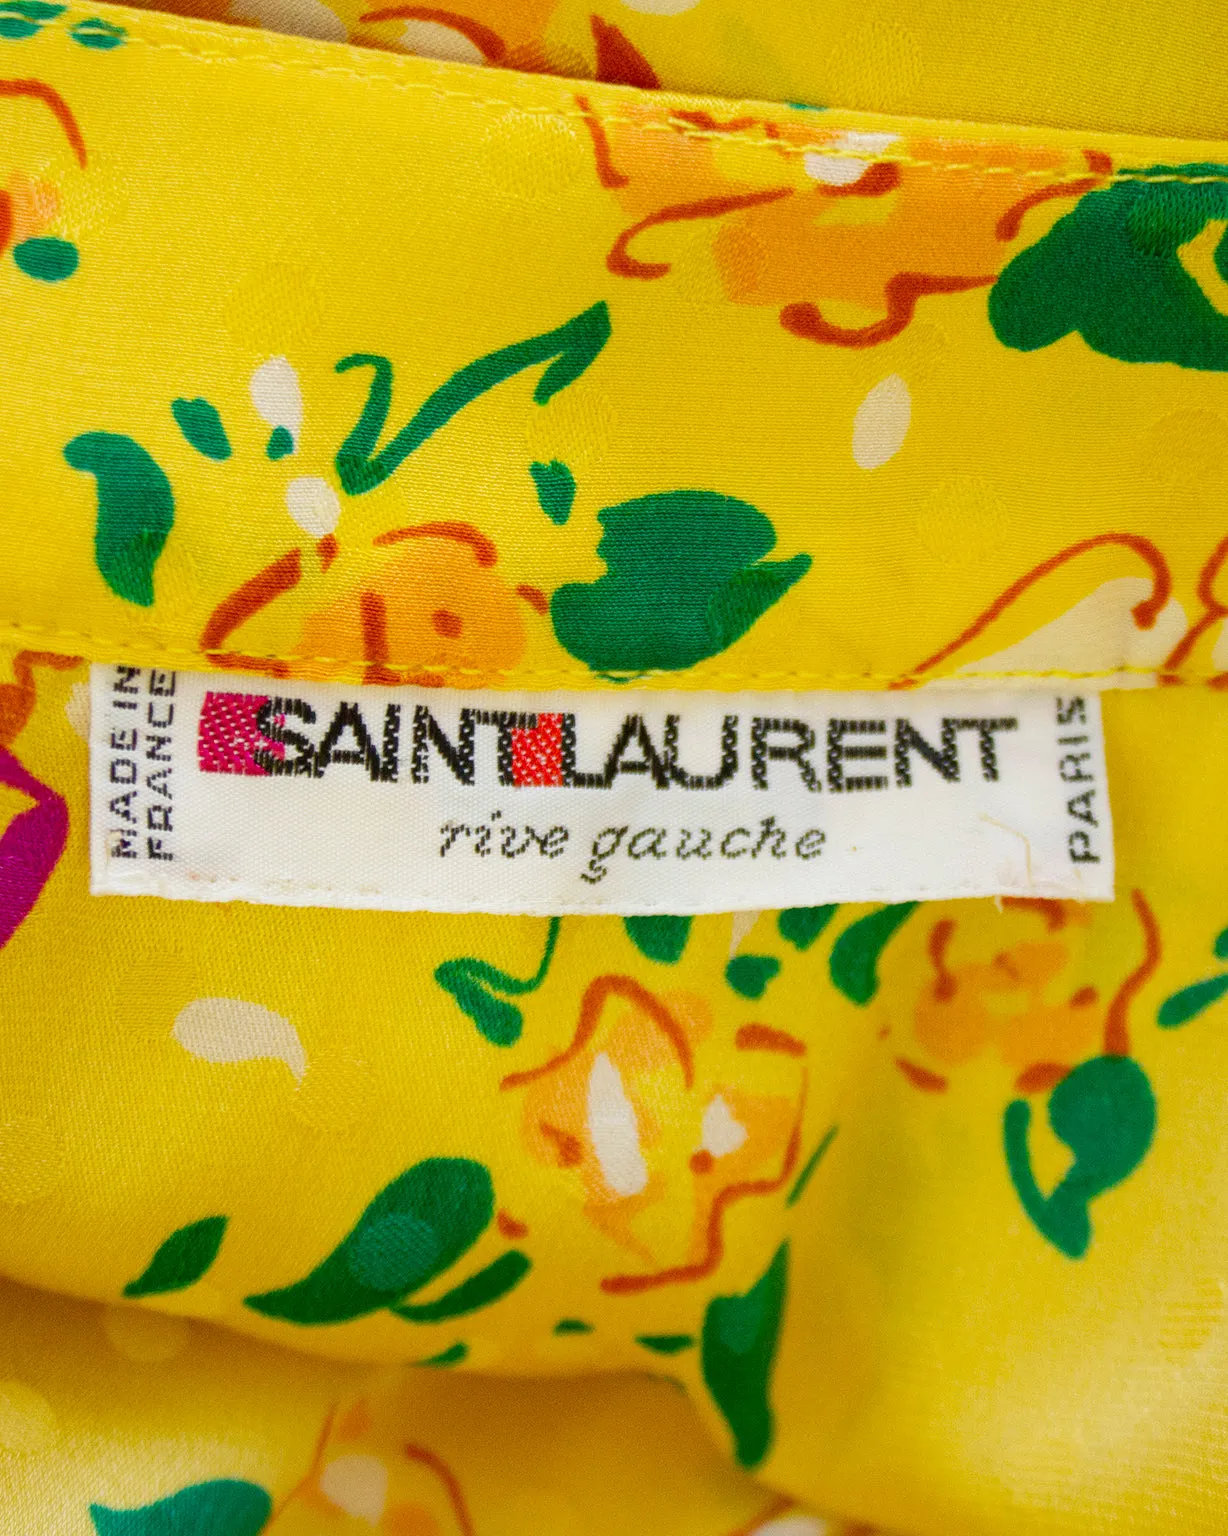 MADE IN
FRANCE
SAINT LAURENT
rive gauche
PARIS